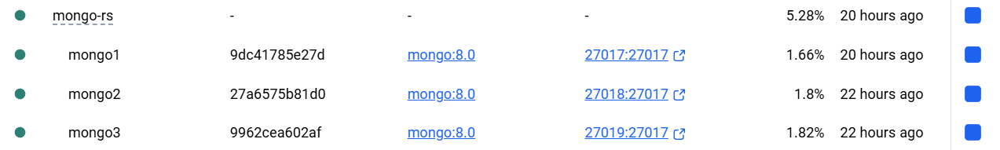 mongo-rs - - - 5.28% 20 hours ago
mongo1 9dc41785e27d mongo:8.0 27017:27017 1.66% 20 hours ago
mongo2 27a6575b81d0 mongo:8.0 27018:27017 1.8% 22 hours ago
mongo3 9962cea602af mongo:8.0 27019:27017 1.82% 22 hours ago